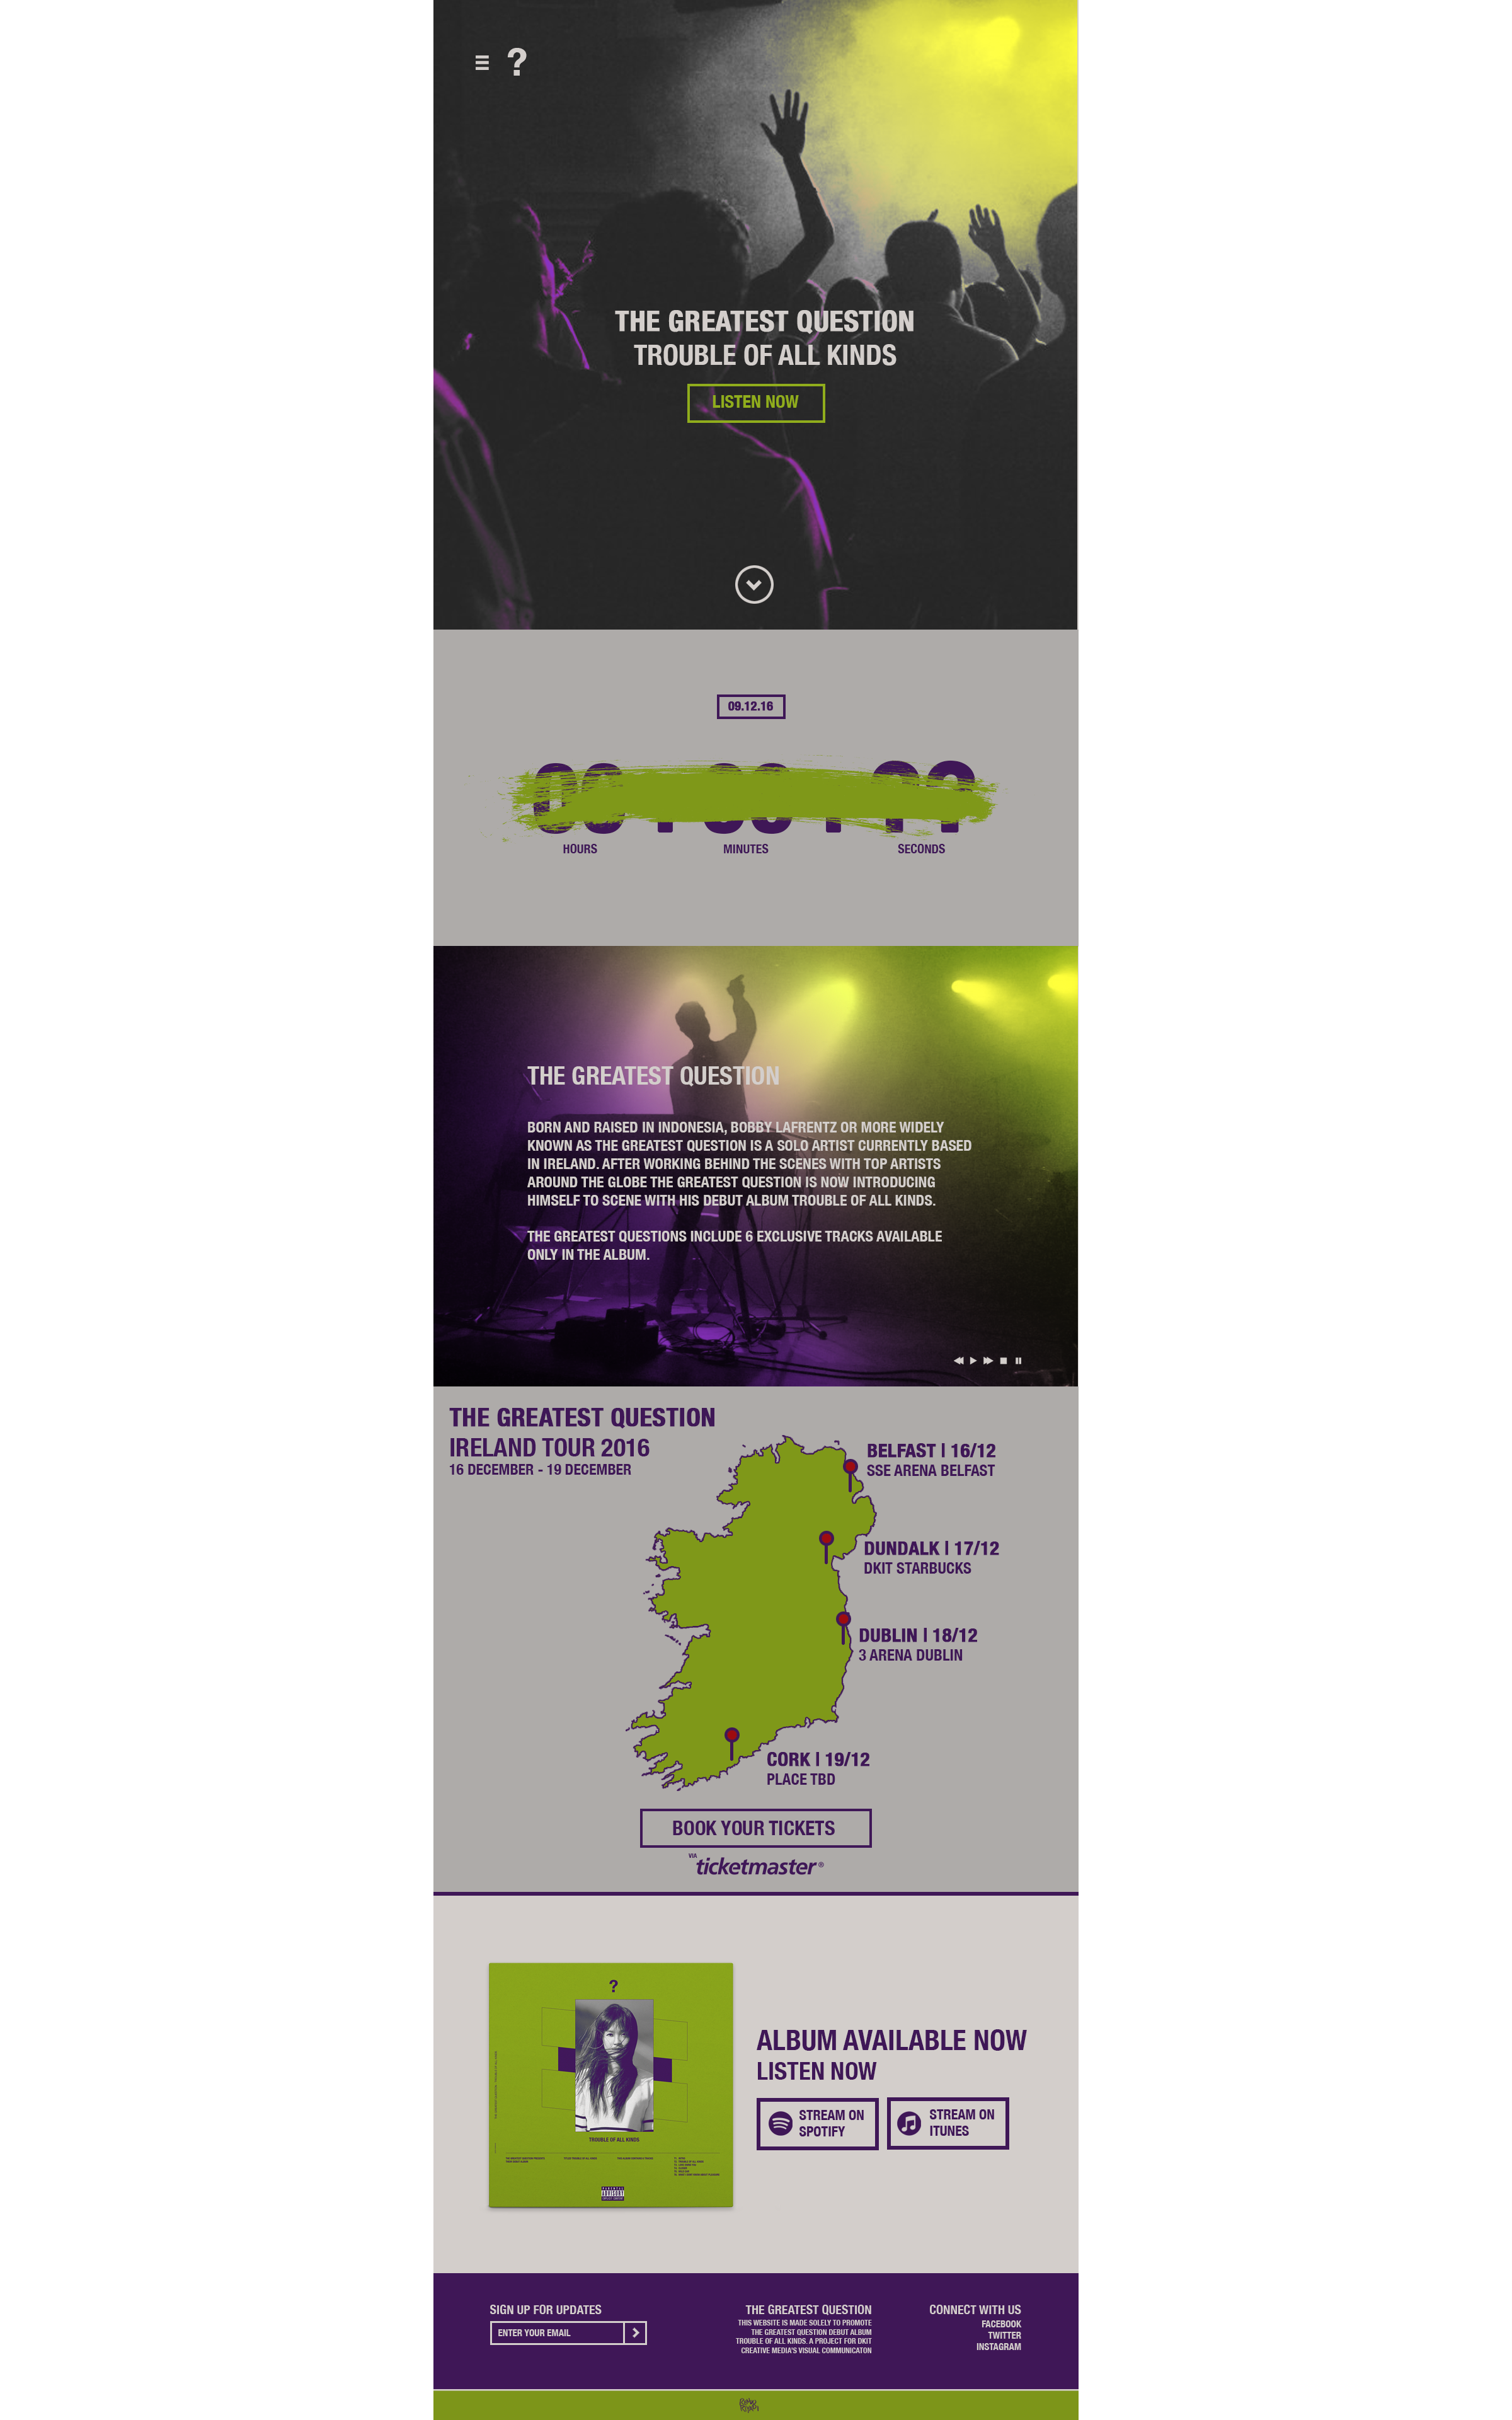 ?
THE GREATEST QUESTION
TROUBLE OF ALL KINDS
LISTEN NOW
09.12.16
HOURS
MINUTES
SECONDS
THE GREATEST QUESTION
BORN AND RAISED IN INDONESIA, BOBBY LAFRENTZ OR MORE WIDELY
KNOWN AS THE GREATEST QUESTION IS A SOLO ARTIST CURRENTLY BASED
IN IRELAND. AFTER WORKING BEHIND THE SCENES WITH TOP ARTISTS
AROUND THE GLOBE THE GREATEST QUESTION IS NOW INTRODUCING
HIMSELF TO SCENE WITH HIS DEBUT ALBUM TROUBLE OF ALL KINDS.
THE GREATEST QUESTIONS INCLUDE 6 EXCLUSIVE TRACKS AVAILABLE
ONLY IN THE ALBUM.
THE GREATEST QUESTION
IRELAND TOUR 2016
16 DECEMBER - 19 DECEMBER
BELFAST | 16/12
SSE ARENA BELFAST
DUNDALK | 17/12
DKIT STARBUCKS
DUBLIN | 18/12
3 ARENA DUBLIN
CORK | 19/12
PLACE TBD
BOOK YOUR TICKETS
VIA ticketmaster®
?
TROUBLE OF ALL KINDS
ALBUM AVAILABLE NOW
LISTEN NOW
STREAM ON
SPOTIFY
STREAM ON
ITUNES
SIGN UP FOR UPDATES
ENTER YOUR EMAIL
THE GREATEST QUESTION
THIS WEBSITE IS MADE SOLELY TO PROMOTE
THE GREATEST QUESTION DEBUT ALBUM
TROUBLE OF ALL KINDS. A PROJECT FOR DKIT
CREATIVE MEDIA'S VISUAL COMMUNICATON
CONNECT WITH US
FACEBOOK
TWITTER
INSTAGRAM